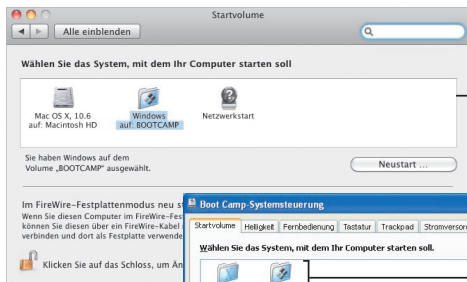 Startvolume
Alle einblenden
Wählen Sie das System, mit dem Ihr Computer starten soll
Mac OS X, 10.6
auf: Macintosh HD
Windows
auf: BOOTCAMP
Netzwerkstart
Sie haben Windows auf dem
Volume „BOOTCAMP“ ausgewählt.
Neustart ...
Im FireWire-Festplattenmodus neu s
Wenn Sie diesen Computer im FireWire-Fes
können Sie diesen über ein FireWire-Kabel
verbinden und dort als Festplatte verwende
Klicken Sie auf das Schloss, um Än
Boot Camp-Systemsteuerung
Startvolume Helligkeit Fernbedienung Tastatur Trackpad Stromversor
Wählen Sie das System, mit dem Ihr Computer starten soll.